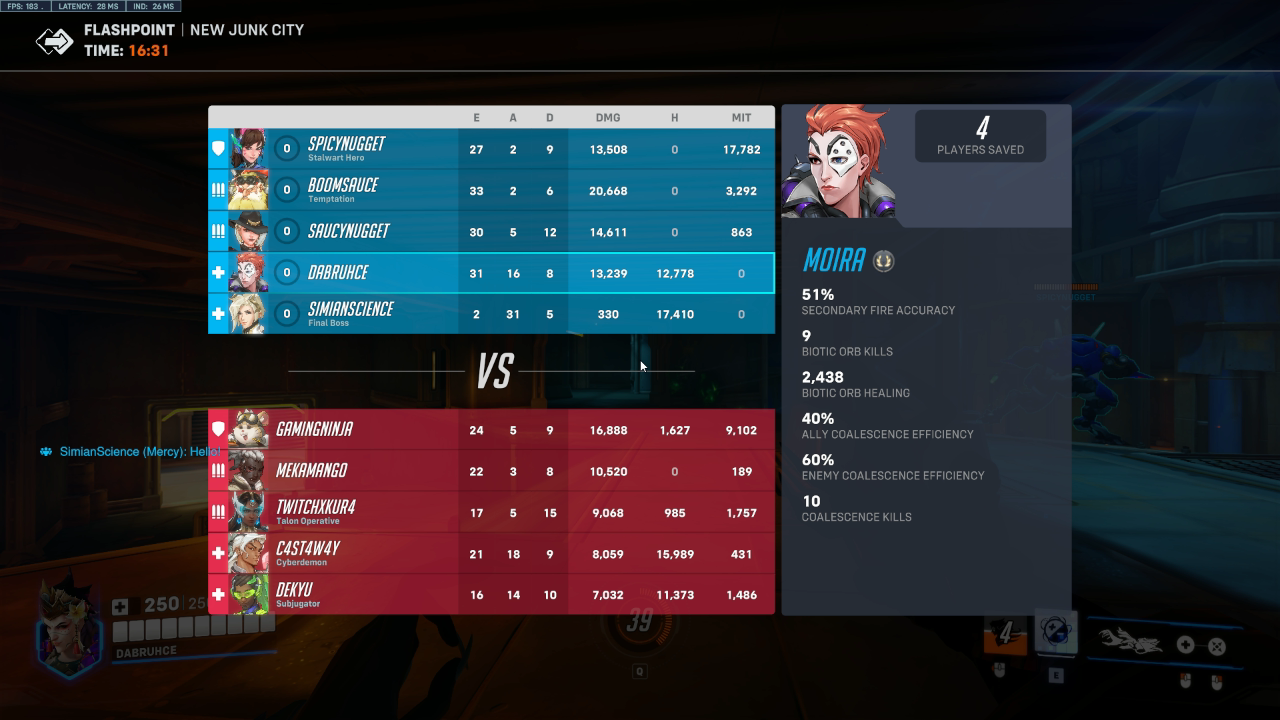 FPS: 183 . LATENCY: 28 MS IND: 26 MS
FLASHPOINT | NEW JUNK CITY
TIME: 16:31
E A D DMG H MIT
0 SPICYNUGGET 27 2 9 13,508 0 17,782
Stalwart Hero
0 BOOMSAUCE 33 2 6 20,668 0 3,292
Temptation
0 SAUCYNUGGET 30 5 12 14,611 0 863
0 DABRUHCE 31 16 8 13,239 12,778 0
0 SIMIANSCIENCE 2 31 5 330 17,410 0
Final Boss
VS
GAMINGNINJA 24 5 9 16,888 1,627 9,102
MEKAMANGO 22 3 8 10,520 0 189
TWITCHXKUR4 17 5 15 9,068 985 1,757
Talon Operative
C4ST4W4Y 21 18 9 8,059 15,989 431
Cyberdemon
DEKYU 16 14 10 7,032 11,373 1,486
Subjugator
4
PLAYERS SAVED
MOIRA
51%
SECONDARY FIRE ACCURACY
9
BIOTIC ORB KILLS
2,438
BIOTIC ORB HEALING
40%
ALLY COALESCENCE EFFICIENCY
60%
ENEMY COALESCENCE EFFICIENCY
10
COALESCENCE KILLS
SimianScience (Mercy): Hello!
250 | 250
DABRUHCE
39
Q
4
E